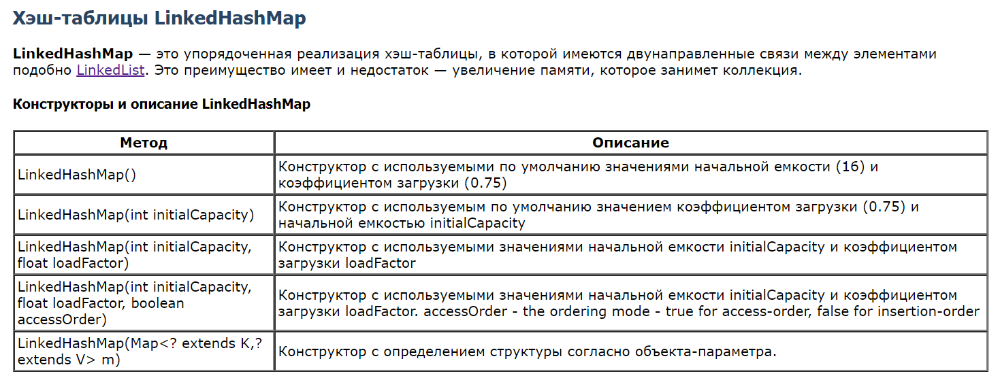 Хэш-таблицы LinkedHashMap
LinkedHashMap — это упорядоченная реализация хэш-таблицы, в которой имеются двунаправленные связи между элементами
подобно LinkedList. Это преимущество имеет и недостаток — увеличение памяти, которое занимет коллекция.
Конструкторы и описание LinkedHashMap
Метод
Описание
LinkedHashMap()
Конструктор с используемыми по умолчанию значениями начальной емкости (16) и
коэффициентом загрузки (0.75)
LinkedHashMap(int initialCapacity)
Конструктор с используемым по умолчанию значением коэффициентом загрузки (0.75) и
начальной емкостью initialCapacity
LinkedHashMap(int initialCapacity,
float loadFactor)
Конструктор с используемыми значениями начальной емкости initialCapacity и коэффициентом
загрузки loadFactor
LinkedHashMap(int initialCapacity,
float loadFactor, boolean
accessOrder)
Конструктор с используемыми значениями начальной емкости initialCapacity и коэффициентом
загрузки loadFactor. accessOrder - the ordering mode - true for access-order, false for insertion-order
LinkedHashMap(Map<? extends K,?
extends V> m)
Конструктор с определением структуры согласно объекта-параметра.